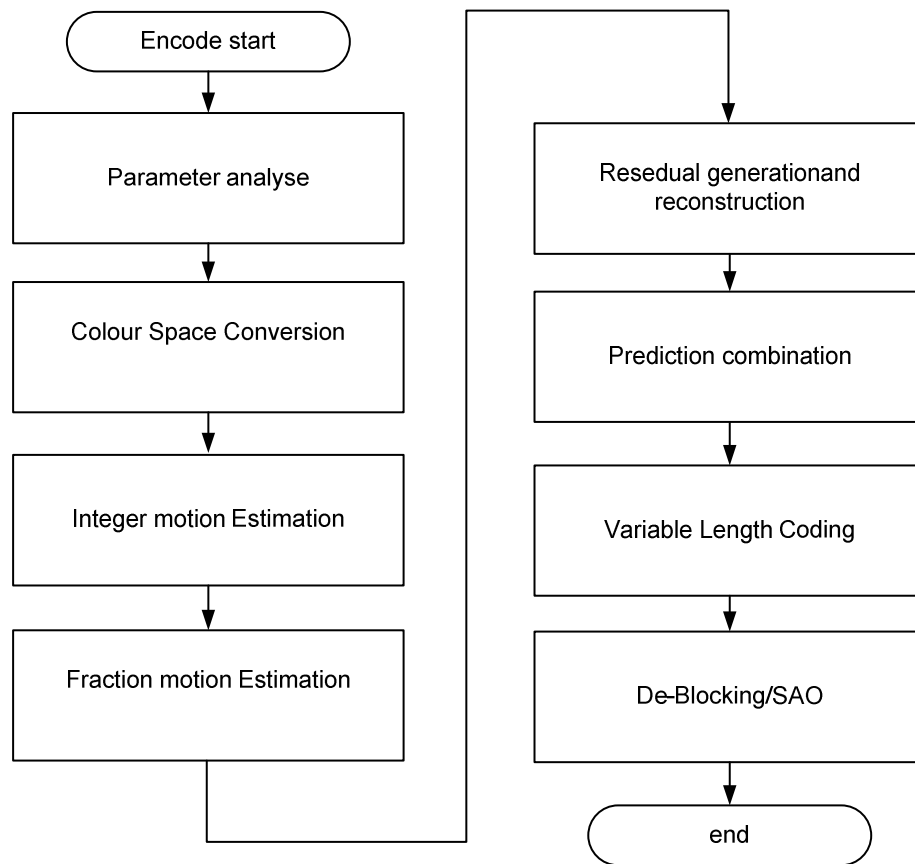 Encode start
Parameter analyse
Colour Space Conversion
Integer motion Estimation
Fraction motion Estimation
Resedual generationand
reconstruction
Prediction combination
Variable Length Coding
De-Blocking/SAO
end